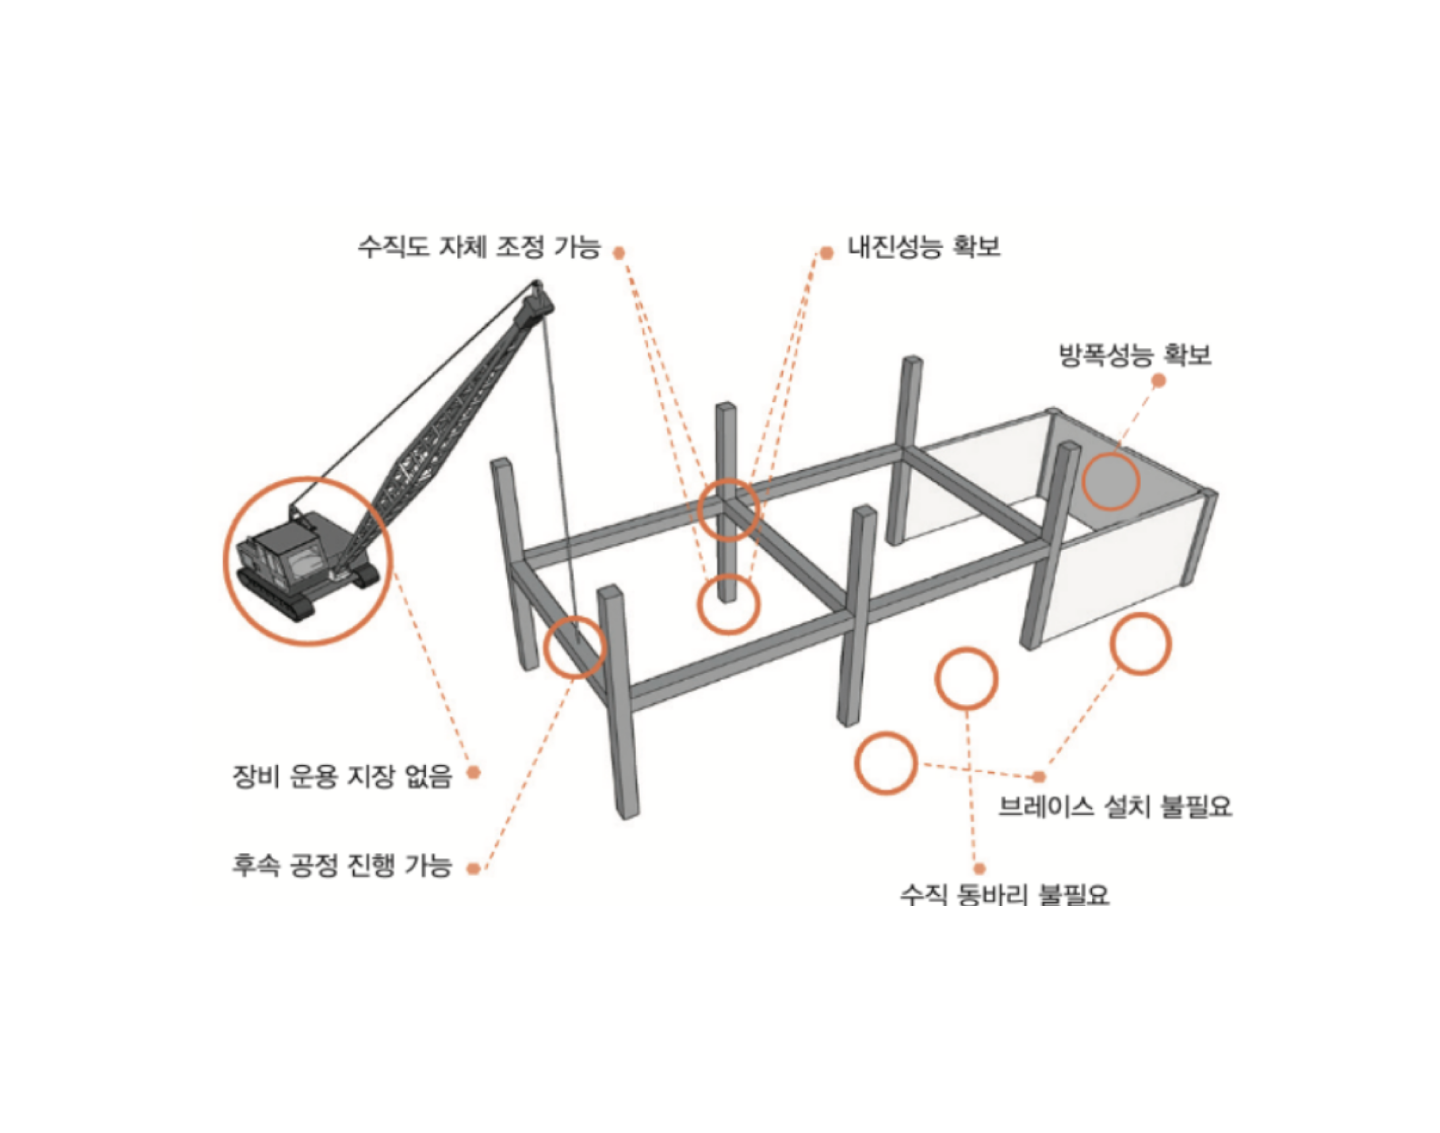 수직도 자체 조정 가능
내진성능 확보
방폭성능 확보
장비 운용 지장 없음
브레이스 설치 불필요
후속 공정 진행 가능
수직 동바리 불필요